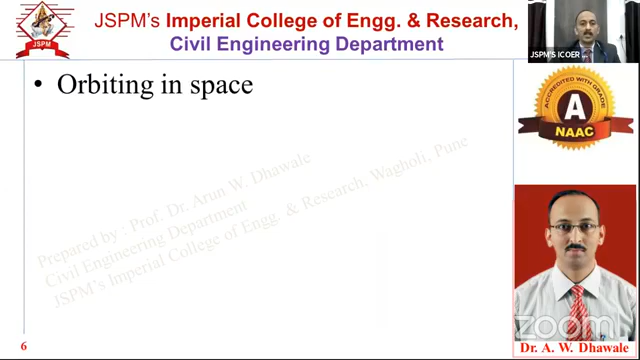 JSPM
JSPM's Imperial College of Engg. & Research,
Civil Engineering Department
JSPM'S ICOER ...
• Orbiting in space
ACCREDITED WITH GRADE
A
NAAC
Prepared by : Prof. Dr. Arun W. Dhawale
Civil Engineering Department
JSPM's Imperial College of Engg. & Research, Wagholi, Pune
zoom
6
Dr. A. W. Dhawale